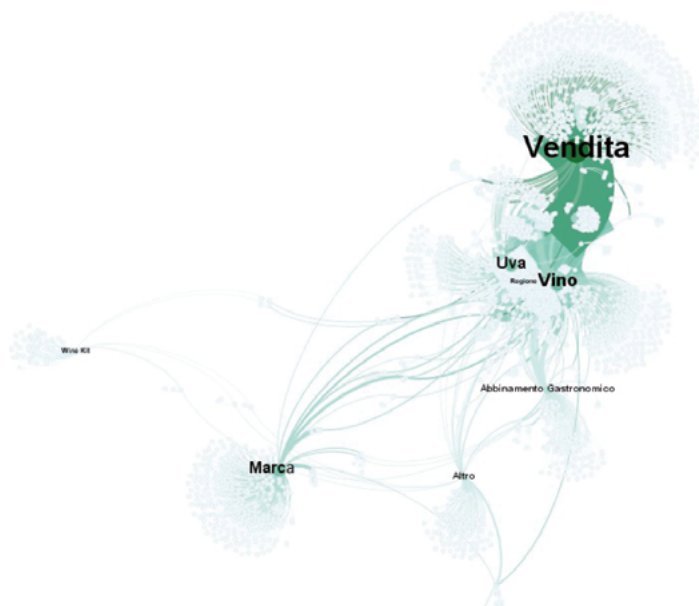 Vendita
Uva
Regione
Vino
Wine Kit
Abbinamento Gastronomico
Marca
Altro